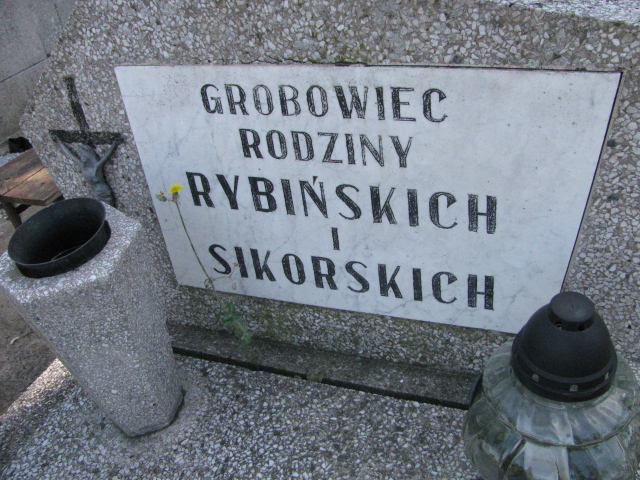 GROBOWIEC
RODZINY
RYBIŃSKICH
I
SIKORSKICH